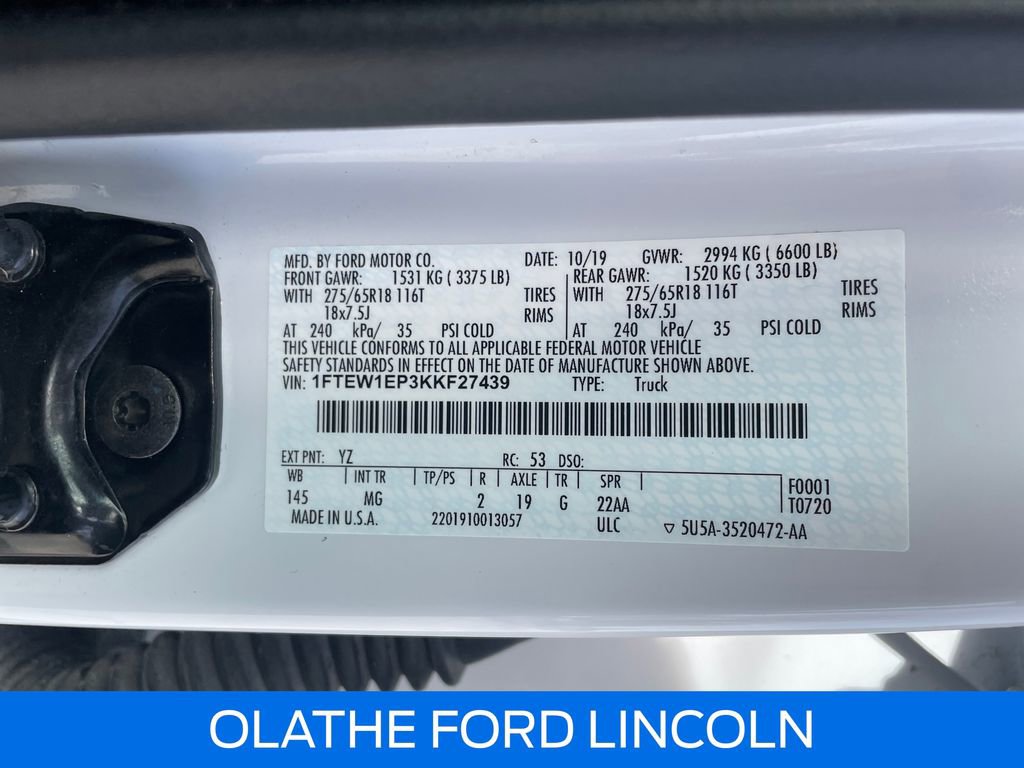 MFD. BY FORD MOTOR CO. DATE: 10/19 GVWR: 2994 KG ( 6600 LB)
FRONT GAWR: 1531 KG ( 3375 LB) REAR GAWR: 1520 KG ( 3350 LB)
WITH 275/65R18 116T TIRES WITH 275/65R18 116T TIRES
18x7.5J RIMS 18x7.5J RIMS
AT 240 kPa/ 35 PSI COLD AT 240 kPa/ 35 PSI COLD
THIS VEHICLE CONFORMS TO ALL APPLICABLE FEDERAL MOTOR VEHICLE
SAFETY STANDARDS IN EFFECT ON THE DATE OF MANUFACTURE SHOWN ABOVE.
VIN: 1FTEW1EP3KKF27439 TYPE: Truck
EXT PNT: YZ RC: 53 DSO:
WB INT TR TP/PS R AXLE TR SPR F0001
145 MG 2 19 G 22AA T0720
MADE IN U.S.A. 2201910013057 ULC ▽ 5U5A-3520472-AA
OLATHE FORD LINCOLN